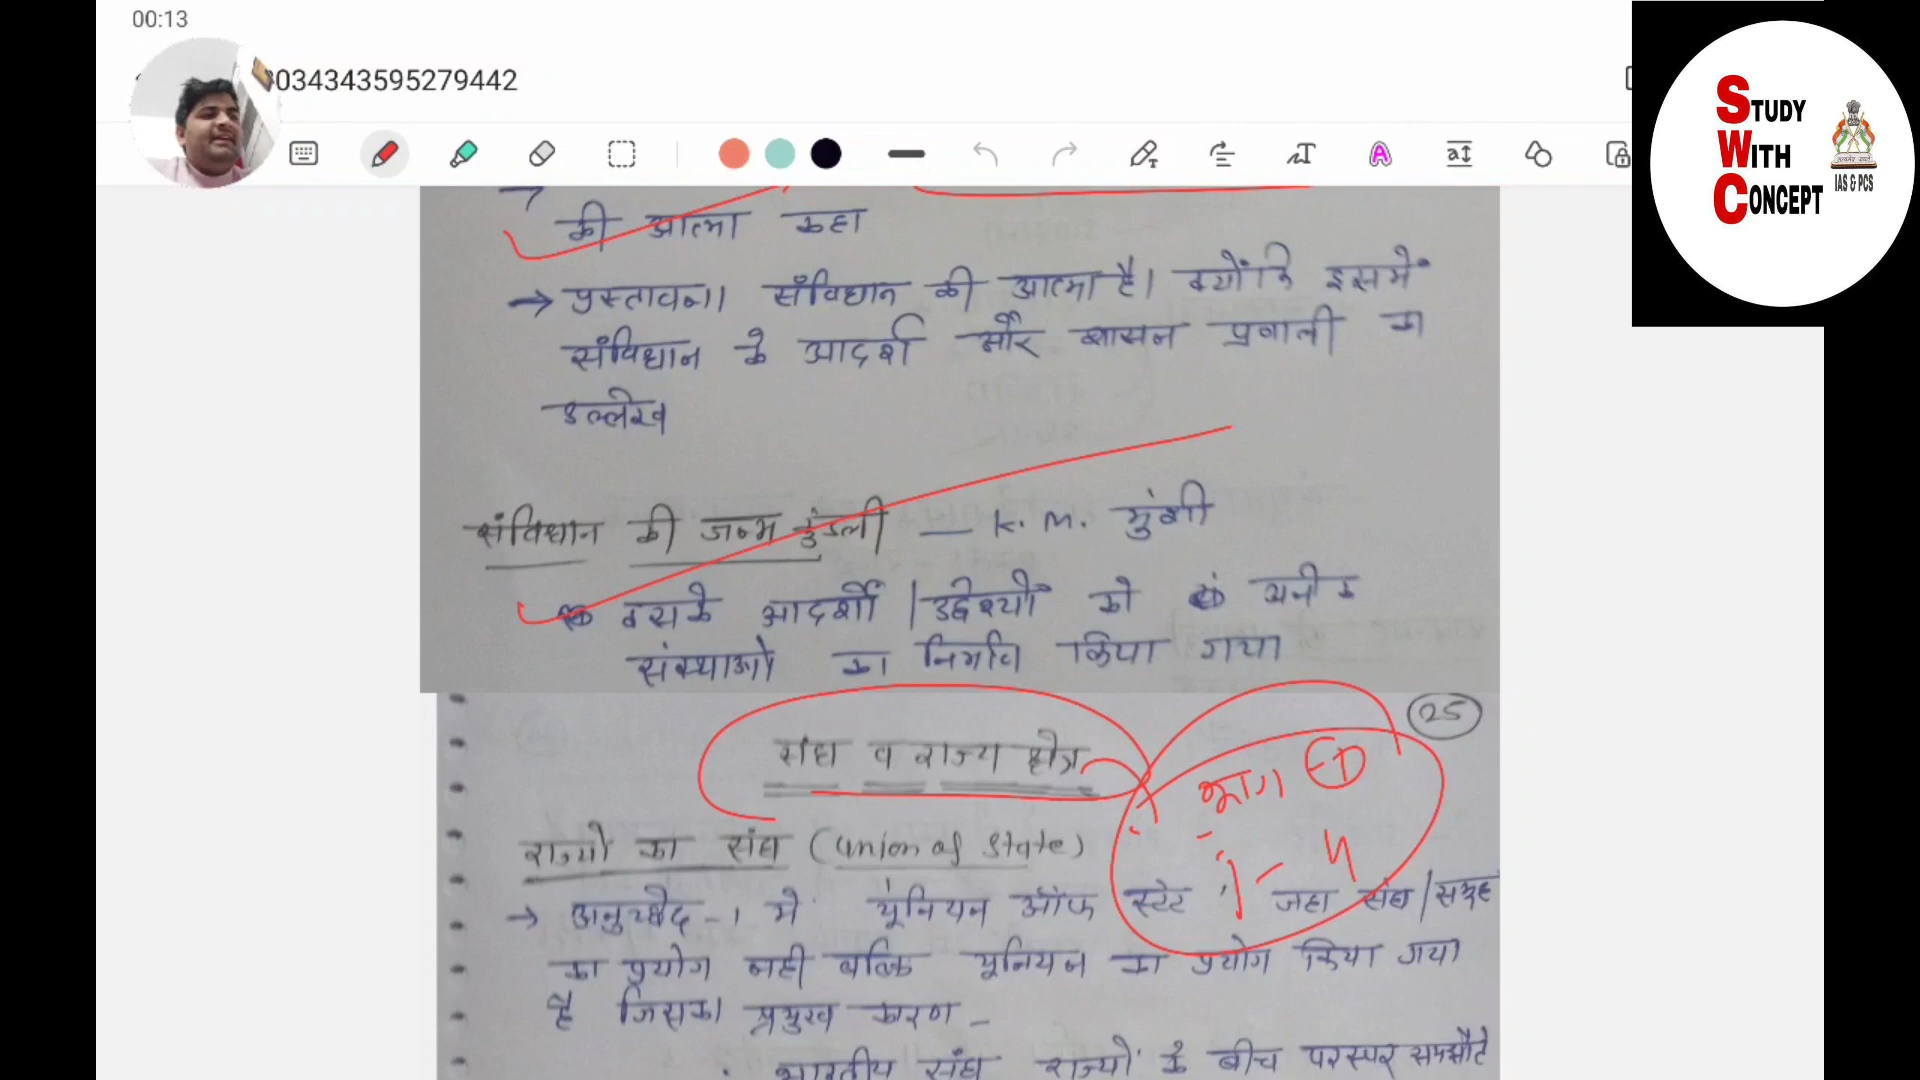 00:13
034343595279442
STUDY
WITH
CONCEPT
IAS & PCS
की आत्मा कहा
→ प्रस्तावना संविधान की आत्मा है। क्योंकि इसमें
संविधान के आदर्श और शासन प्रणाली का
उल्लेख
संविधान की जन्म कुंडली — K. M. मुंशी
इसके आदर्शों/उद्देश्यों को
संस्थाओं का निर्माण किया गया
25
संघ व राज्य क्षेत्र
भाग - I
1 - 4
राज्यों का संघ (Union of State)
→ अनुच्छेद-1 में यूनियन ऑफ स्टेट जहा संघ/समूह
का प्रयोग नही बल्कि यूनियन का प्रयोग किया गया
है जिसका प्रमुख कारण -
भारतीय संघ राज्यों के बीच परस्पर समझौते